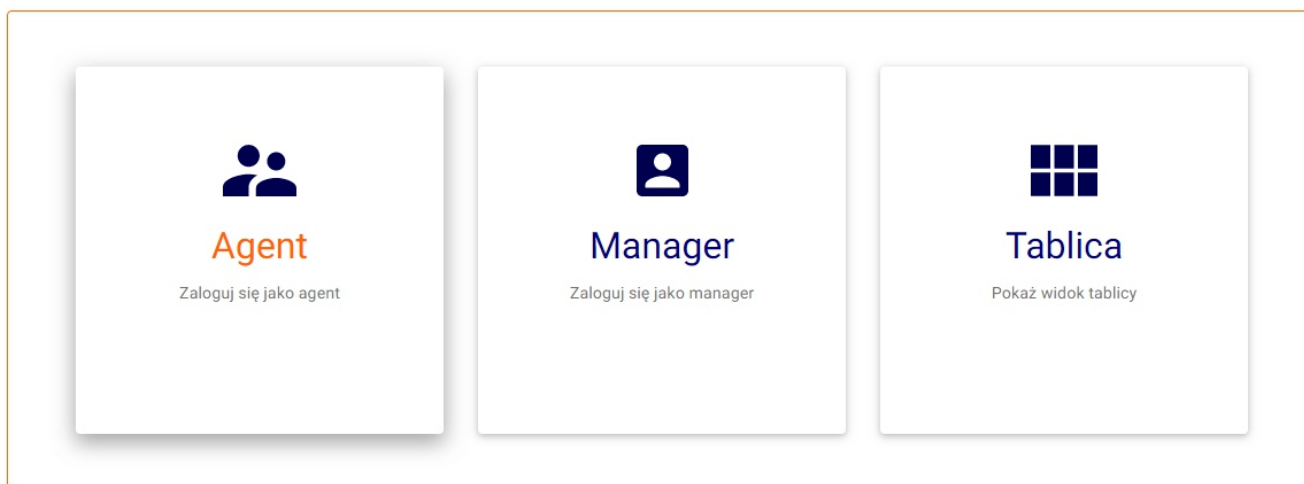 Agent
Zaloguj się jako agent
Manager
Zaloguj się jako manager
Tablica
Pokaż widok tablicy